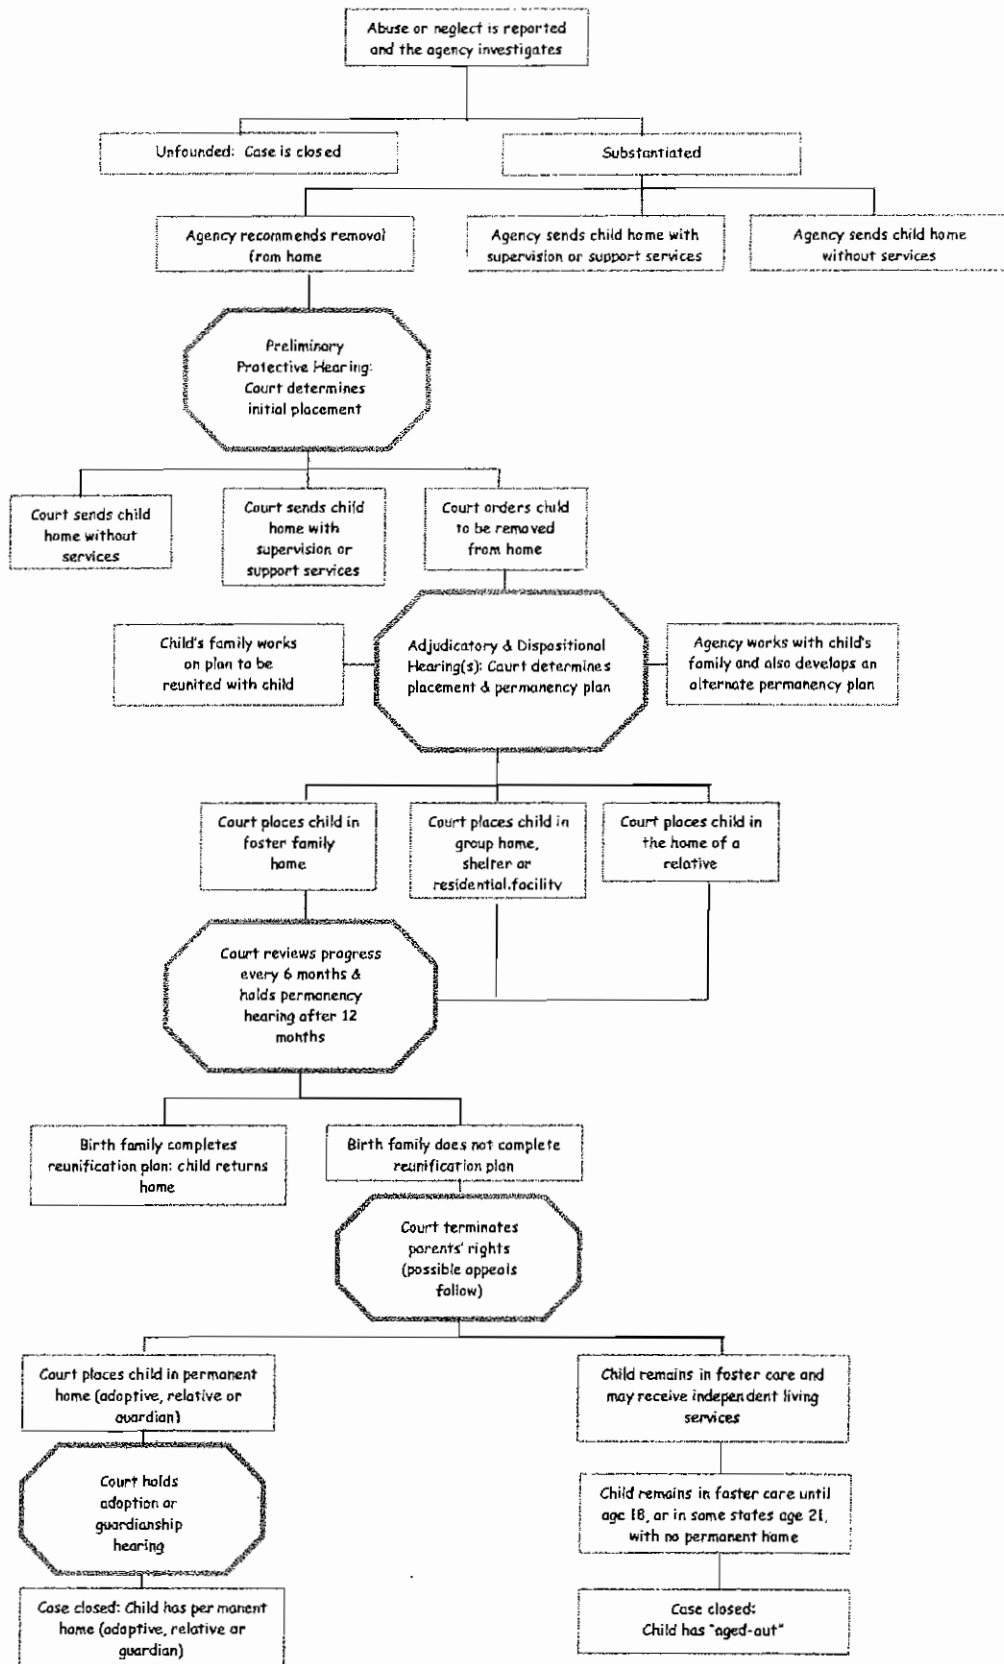 Abuse or neglect is reported
and the agency investigates
Unfounded: Case is closed
Substantiated
Agency recommends removal
from home
Agency sends child home with
supervision or support services
Agency sends child home
without services
Preliminary
Protective Hearing:
Court determines
initial placement
Court sends child
home without
services
Court sends child
home with
supervision or
support services
Court orders child
to be removed
from home
Child's family works
on plan to be
reunited with child
Adjudicatory & Dispositional
Hearing(s): Court determines
placement & permanency plan
Agency works with child's
family and also develops an
alternate permanency plan
Court places child in
foster family
home
Court places child in
group home,
shelter or
residential.facility
Court places child in
the home of a
relative
Court reviews progress
every 6 months &
holds permanency
hearing after 12
months
Birth family completes
reunification plan: child returns
home
Birth family does not complete
reunification plan
Court terminates
parents' rights
(possible appeals
follow)
Court places child in permanent
home (adoptive, relative or
guardian)
Child remains in foster care and
may receive independent living
services
Court holds
adoption or
guardianship
hearing
Child remains in foster care until
age 18, or in some states age 21,
with no permanent home
Case closed: Child has permanent
home (adoptive, relative or
guardian)
Case closed:
Child has "aged-out"